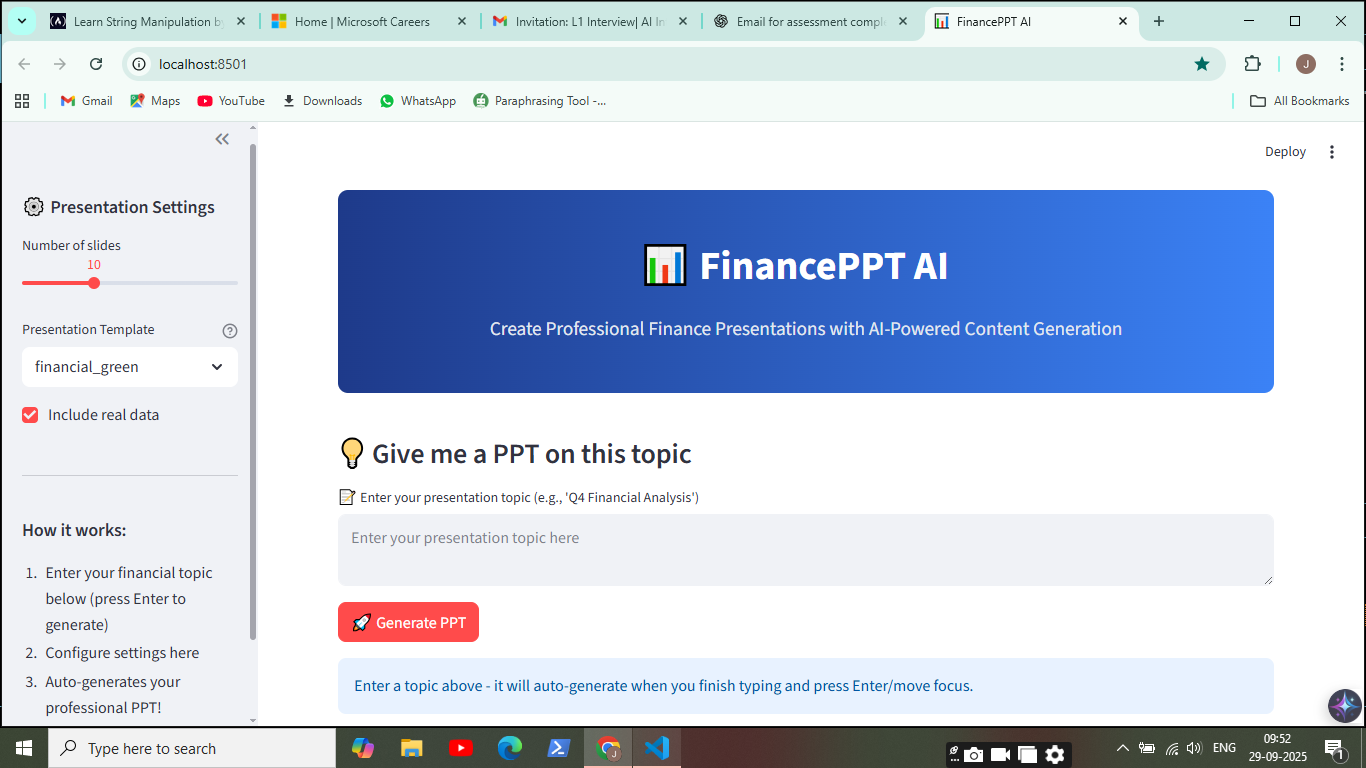 Learn String Manipulation by
Home | Microsoft Careers
Invitation: L1 Interview| AI In
Email for assessment compl
FinancePPT AI
localhost:8501
J
Gmail
Maps
YouTube
Downloads
WhatsApp
Paraphrasing Tool -...
All Bookmarks
Deploy
Presentation Settings
Number of slides
10
Presentation Template
financial_green
Include real data
How it works:
1. Enter your financial topic
below (press Enter to
generate)
2. Configure settings here
3. Auto-generates your
professional PPT!
FinancePPT AI
Create Professional Finance Presentations with AI-Powered Content Generation
Give me a PPT on this topic
Enter your presentation topic (e.g., 'Q4 Financial Analysis')
Enter your presentation topic here
Generate PPT
Enter a topic above - it will auto-generate when you finish typing and press Enter/move focus.
Type here to search
ENG
09:52
29-09-2025
1